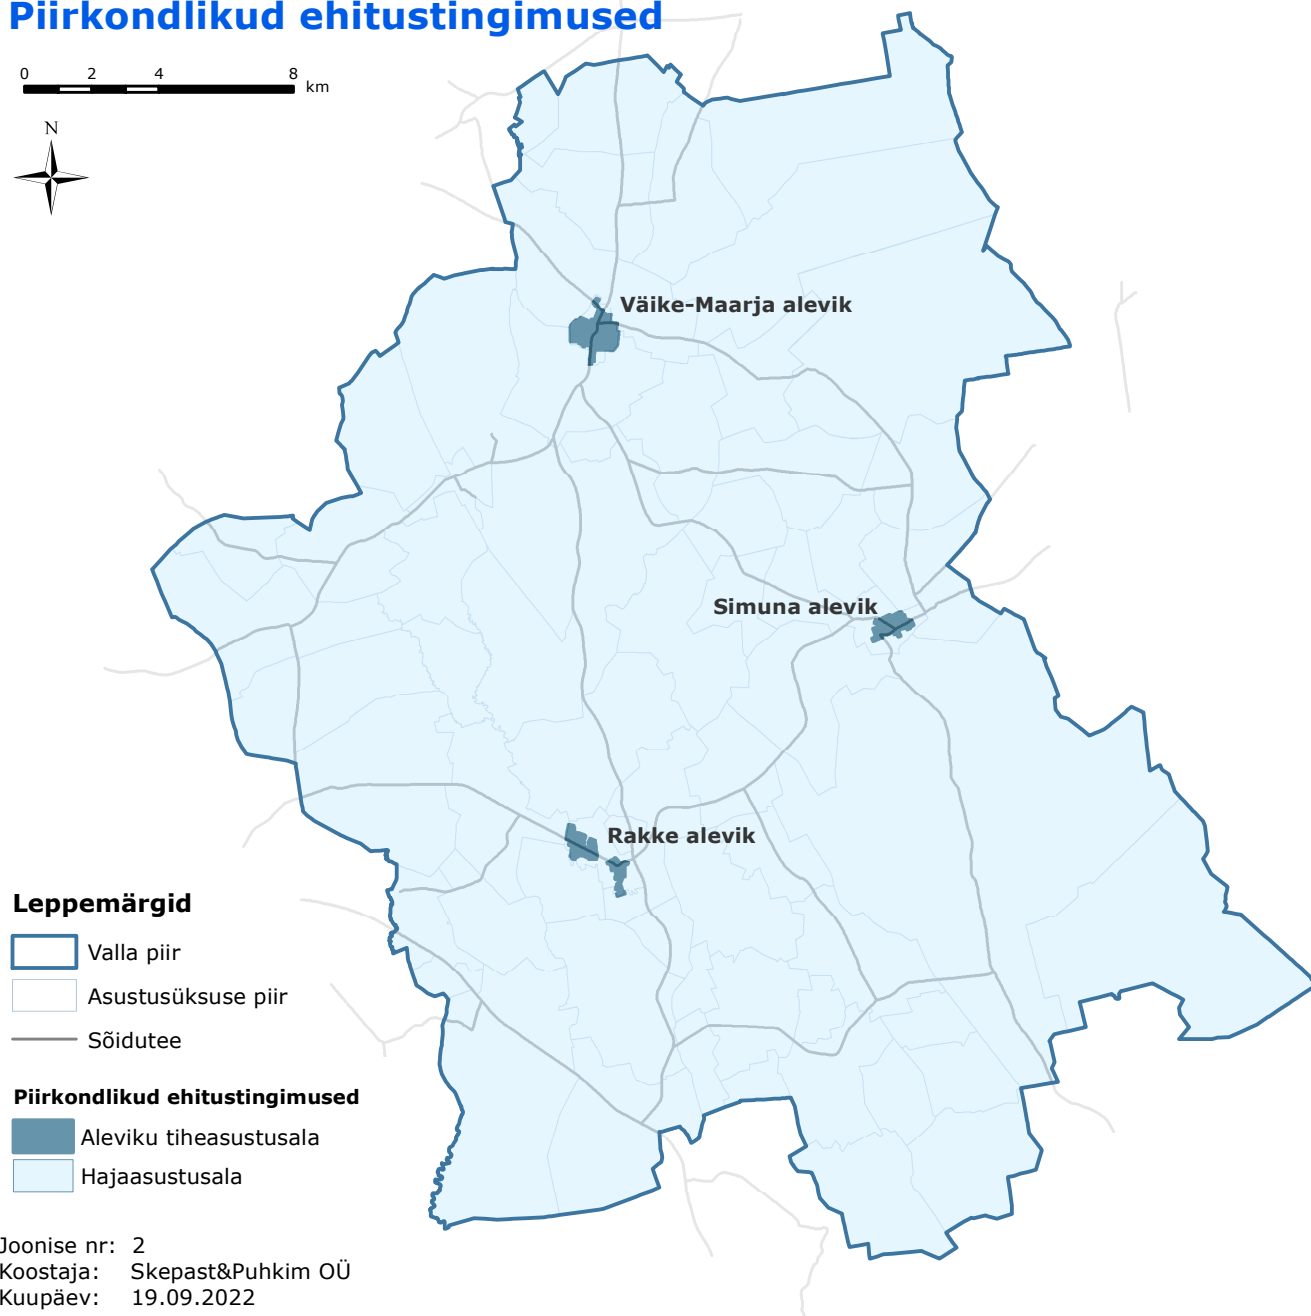 Piirkondlikud ehitustingimused
0 2 4 8 km
N
Väike-Maarja alevik
Simuna alevik
Rakke alevik
Leppemärgid
Valla piir
Asustusüksuse piir
Sõidutee
Piirkondlikud ehitustingimused
Aleviku tiheasustusala
Hajaasustusala
Joonise nr: 2
Koostaja: Skepast&Puhkim OÜ
Kuupäev: 19.09.2022